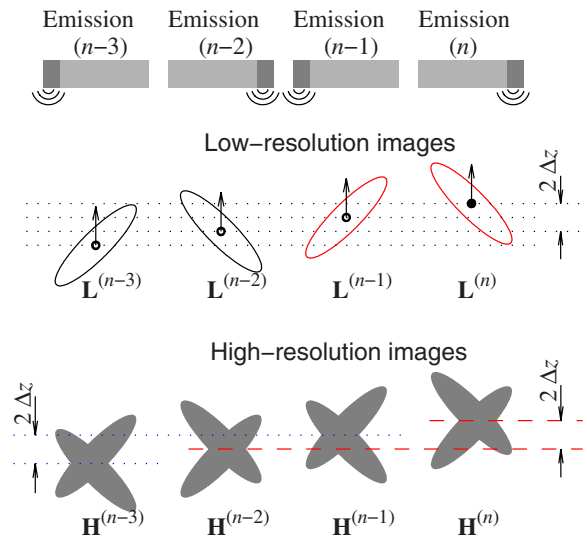 Emission Emission Emission Emission
(n−3) (n−2) (n−1) (n)
Low−resolution images
2 Δz
L(n−3) L(n−2) L(n−1) L(n)
High−resolution images
2 Δz 2 Δz
H(n−3) H(n−2) H(n−1) H(n)